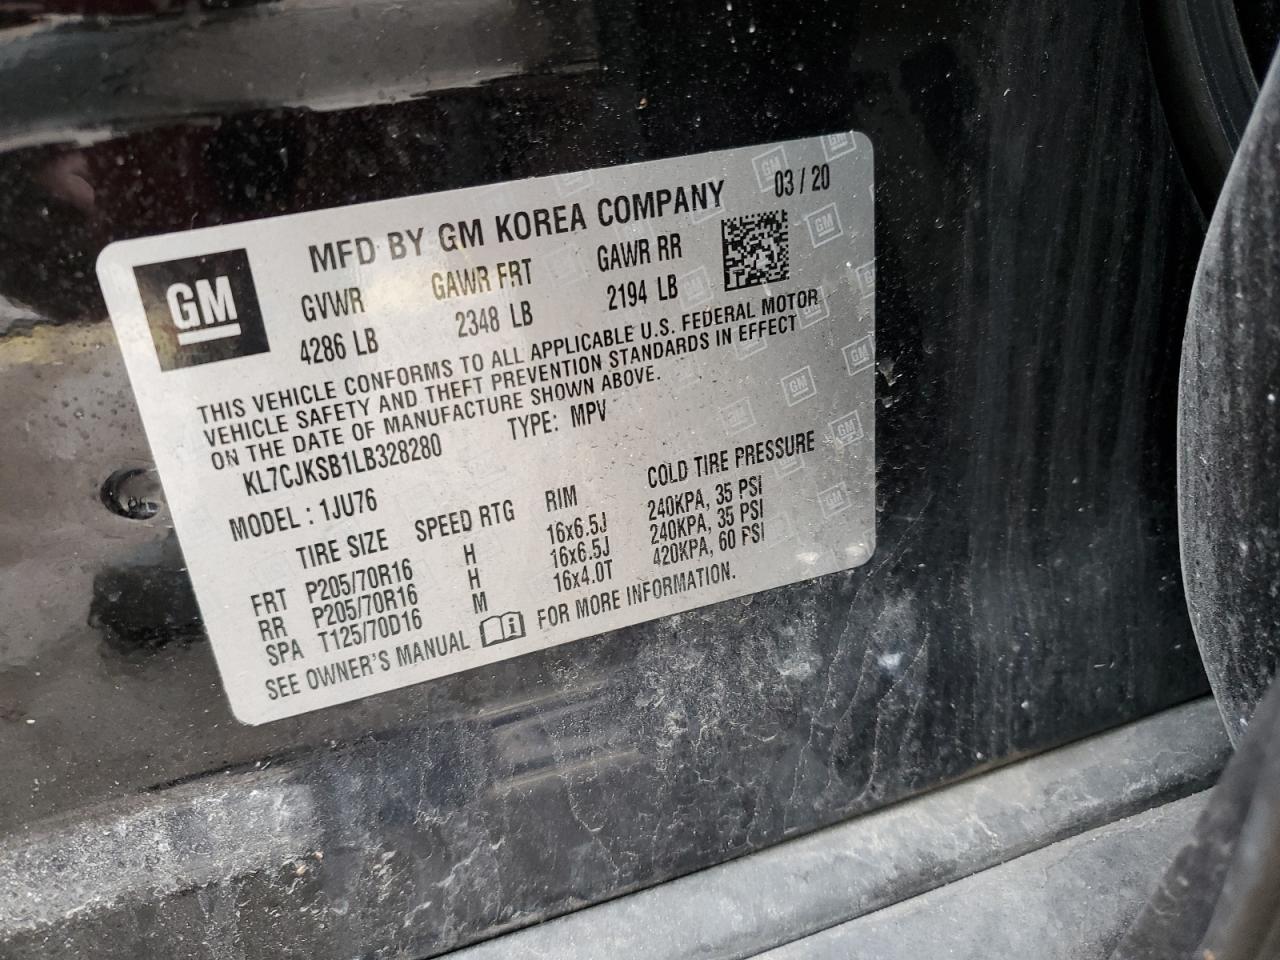 GM
MFD BY GM KOREA COMPANY 03 / 20
GVWR GAWR FRT GAWR RR
4286 LB 2348 LB 2194 LB
THIS VEHICLE CONFORMS TO ALL APPLICABLE U.S. FEDERAL MOTOR
VEHICLE SAFETY AND THEFT PREVENTION STANDARDS IN EFFECT
ON THE DATE OF MANUFACTURE SHOWN ABOVE.
KL7CJKSB1LB328280 TYPE: MPV
MODEL : 1JU76
TIRE SIZE SPEED RTG RIM COLD TIRE PRESSURE
FRT P205/70R16 H 16x6.5J 240KPA, 35 PSI
RR P205/70R16 H 16x6.5J 240KPA, 35 PSI
SPA T125/70D16 M 16x4.0T 420KPA, 60 PSI
SEE OWNER'S MANUAL i FOR MORE INFORMATION.